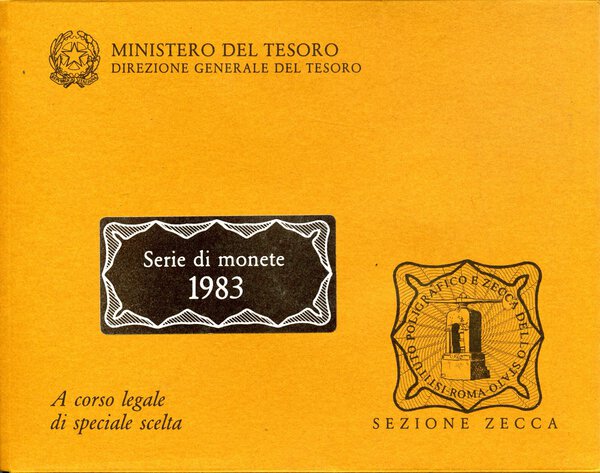 MINISTERO DEL TESORO
DIREZIONE GENERALE DEL TESORO
Serie di monete
1983
A corso legale
di speciale scelta
ISTITUTO POLIGRAFICO E ZECCA DELLO STATO-ROMA-
SEZIONE ZECCA